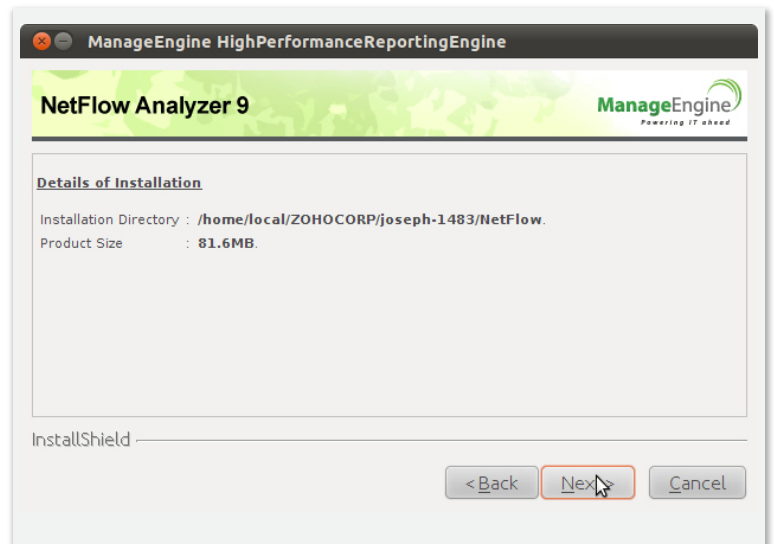 ManageEngine HighPerformanceReportingEngine
NetFlow Analyzer 9
ManageEngine
Powering IT ahead
Details of Installation
Installation Directory : /home/local/ZOHOCORP/joseph-1483/NetFlow.
Product Size : 81.6MB.
InstallShield
< Back Next > Cancel